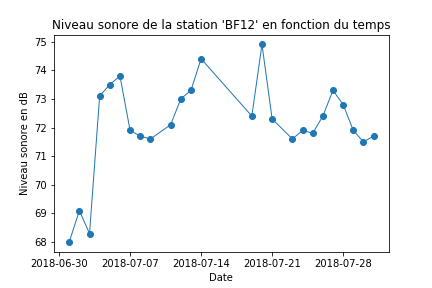 Niveau sonore de la station 'BF12' en fonction du temps
75
74
73
72
71
70
69
68
Niveau sonore en dB
2018-06-30 2018-07-07 2018-07-14 2018-07-21 2018-07-28
Date